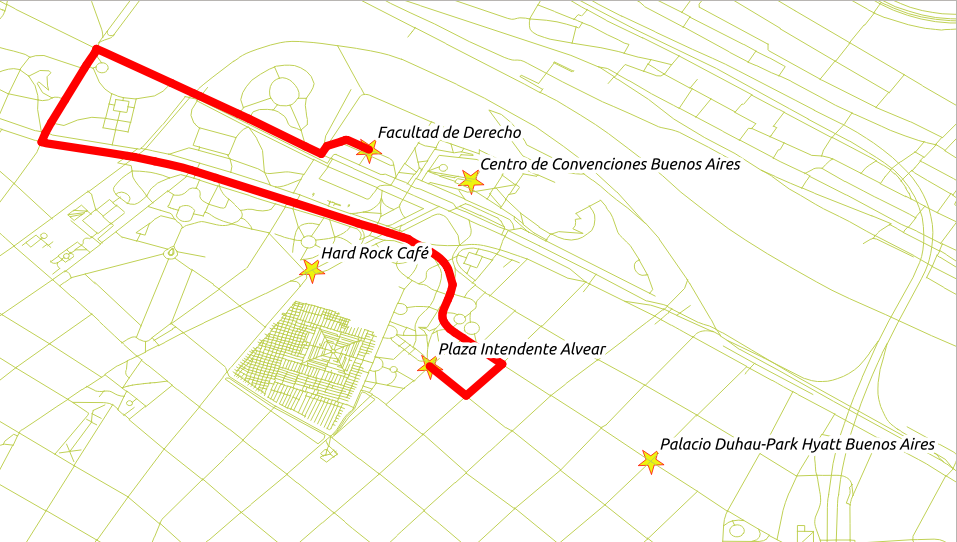 Facultad de Derecho
Centro de Convenciones Buenos Aires
Hard Rock Café
Plaza Intendente Alvear
Palacio Duhau-Park Hyatt Buenos Aires